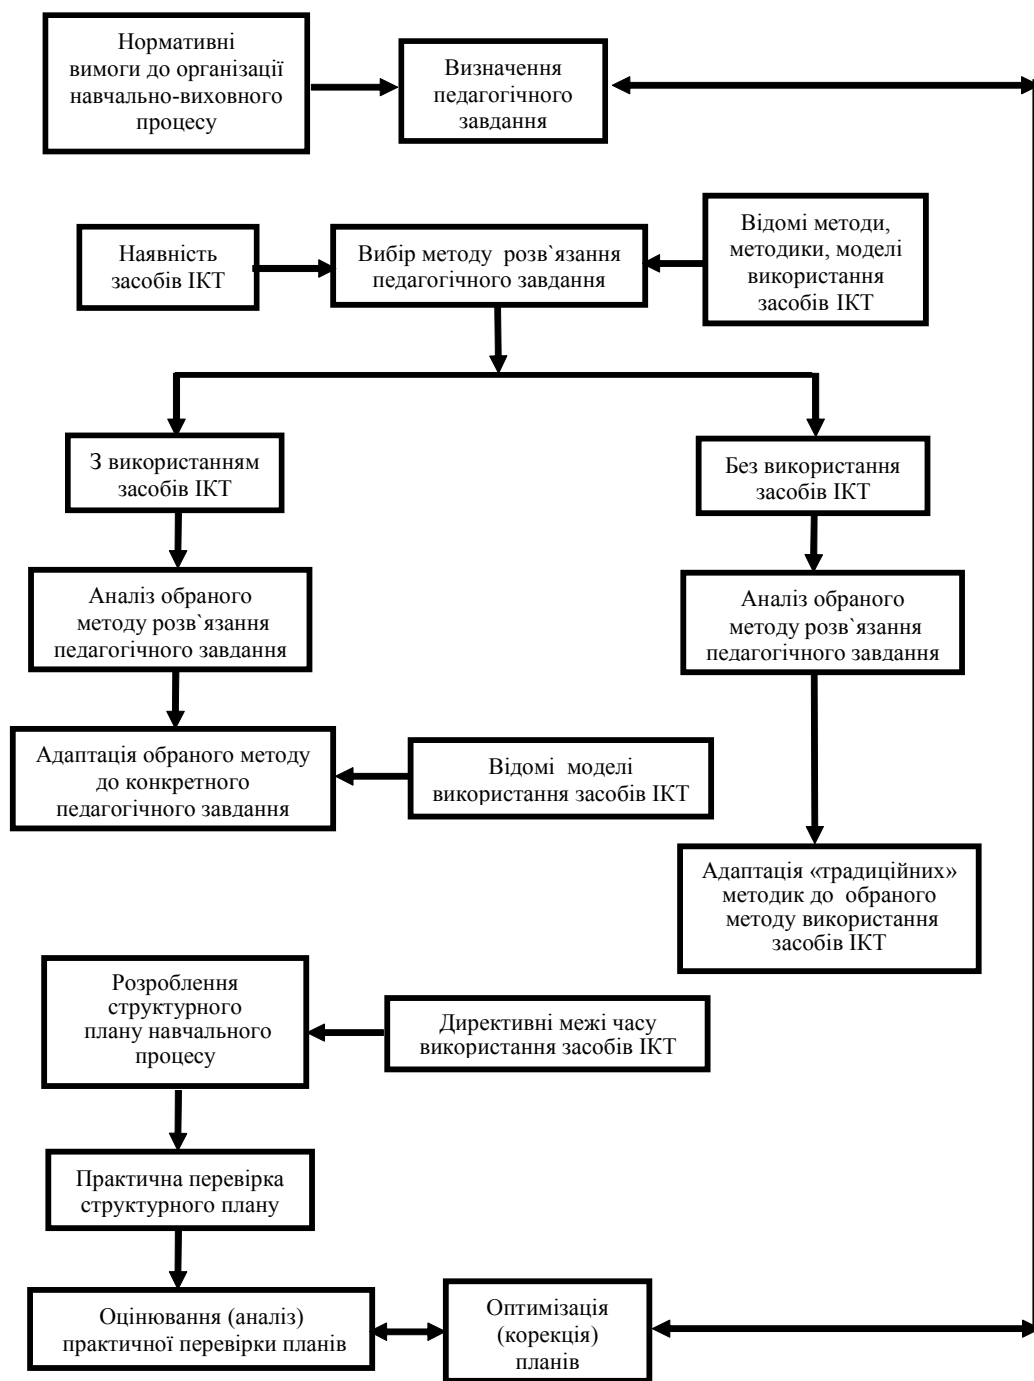 Нормативні
вимоги до організації
навчально-виховного
процесу
Визначення
педагогічного
завдання
Наявність
засобів ІКТ
Вибір методу розв`язання
педагогічного завдання
Відомі методи,
методики, моделі
використання
засобів ІКТ
З використанням
засобів ІКТ
Без використання
засобів ІКТ
Аналіз обраного
методу розв`язання
педагогічного завдання
Аналіз обраного
методу розв`язання
педагогічного завдання
Адаптація обраного методу
до конкретного
педагогічного завдання
Відомі моделі
використання засобів ІКТ
Адаптація «традиційних»
методик до обраного
методу використання
засобів ІКТ
Розроблення
структурного
плану навчального
процесу
Директивні межі часу
використання засобів ІКТ
Практична перевірка
структурного плану
Оцінювання (аналіз)
практичної перевірки планів
Оптимізація
(корекція)
планів